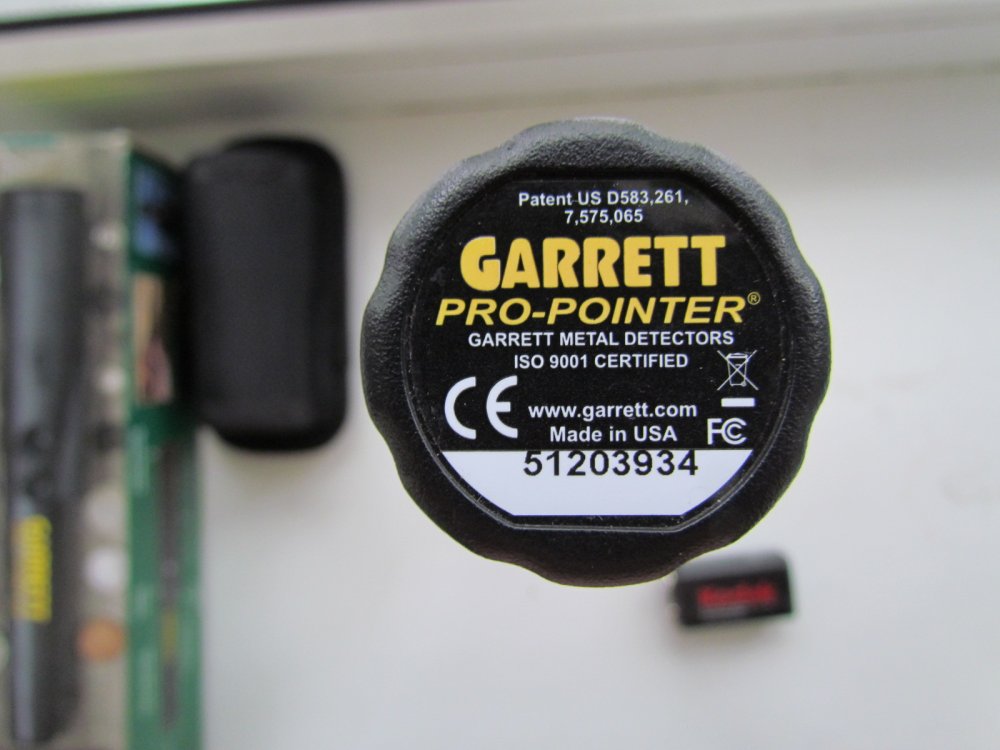 Patent US D583,261,
7,575,065
GARRETT
PRO-POINTER®
GARRETT METAL DETECTORS
ISO 9001 CERTIFIED
CE
www.garrett.com
Made in USA
FC
51203934
Kodak